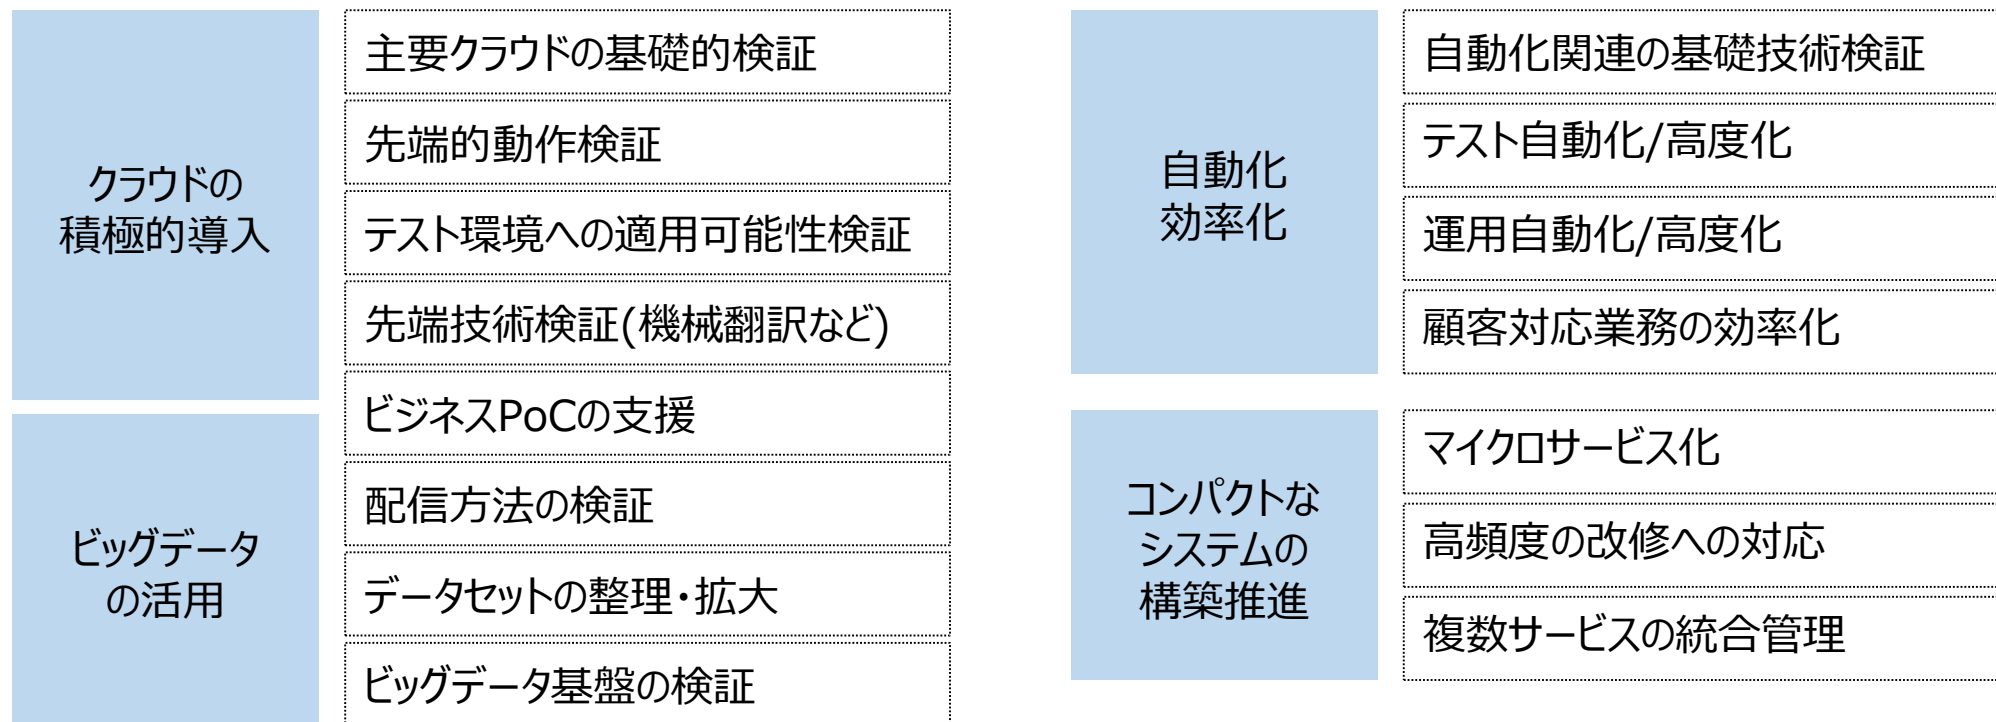 クラウドの
積極的導入
主要クラウドの基礎的検証
先端的動作検証
テスト環境への適用可能性検証
先端技術検証(機械翻訳など)
ビジネスPoCの支援
ビッグデータ
の活用
配信方法の検証
データセットの整理・拡大
ビッグデータ基盤の検証
自動化
効率化
自動化関連の基礎技術検証
テスト自動化/高度化
運用自動化/高度化
顧客対応業務の効率化
コンパクトな
システムの
構築推進
マイクロサービス化
高頻度の改修への対応
複数サービスの統合管理